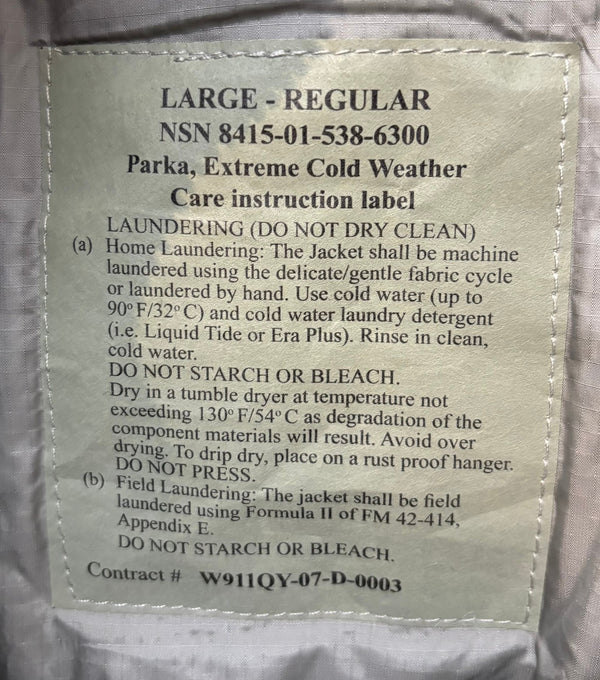 LARGE - REGULAR
NSN 8415-01-538-6300
Parka, Extreme Cold Weather
Care instruction label
LAUNDERING (DO NOT DRY CLEAN)
(a) Home Laundering: The Jacket shall be machine
laundered using the delicate/gentle fabric cycle
or laundered by hand. Use cold water (up to
90° F/32° C) and cold water laundry detergent
(i.e. Liquid Tide or Era Plus). Rinse in clean,
cold water.
DO NOT STARCH OR BLEACH.
Dry in a tumble dryer at temperature not
exceeding 130° F/54° C as degradation of the
component materials will result. Avoid over
drying. To drip dry, place on a rust proof hanger.
DO NOT PRESS.
(b) Field Laundering: The jacket shall be field
laundered using Formula II of FM 42-414,
Appendix E.
DO NOT STARCH OR BLEACH.
Contract # W911QY-07-D-0003